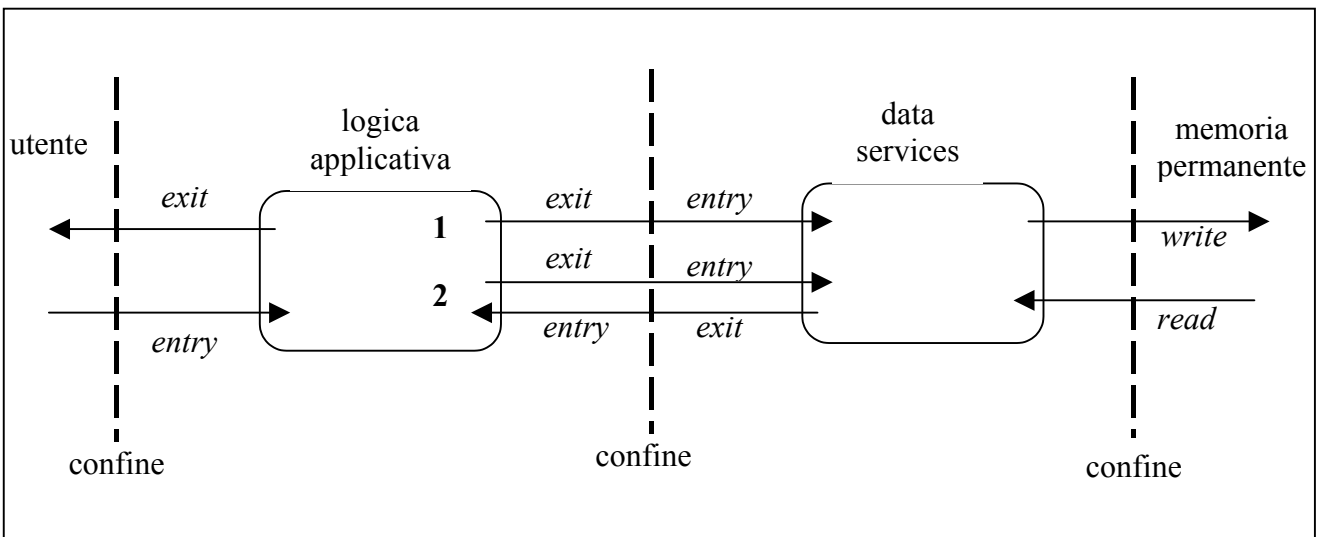 utente
logica
applicativa
data
services
memoria
permanente
exit
1
exit
entry
write
exit
entry
2
entry
entry
exit
read
confine
confine
confine